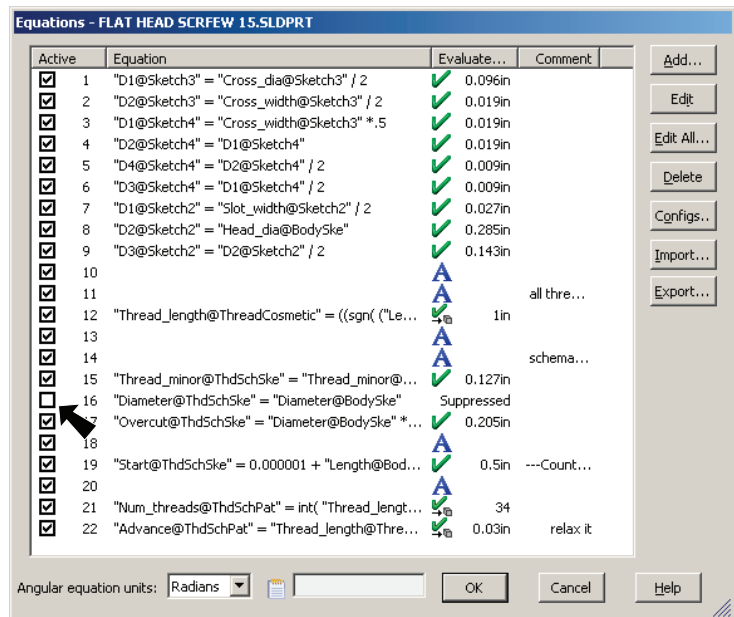 Equations - FLAT HEAD SCRFEW 15.SLDPRT
Active Equation Evaluate... Comment
1 "D1@Sketch3" = "Cross_dia@Sketch3" / 2 0.096in
2 "D2@Sketch3" = "Cross_width@Sketch3" / 2 0.019in
3 "D1@Sketch4" = "Cross_width@Sketch3" *.5 0.019in
4 "D2@Sketch4" = "D1@Sketch4" 0.019in
5 "D4@Sketch4" = "D2@Sketch4" / 2 0.009in
6 "D3@Sketch4" = "D1@Sketch4" / 2 0.009in
7 "D1@Sketch2" = "Slot_width@Sketch2" / 2 0.027in
8 "D2@Sketch2" = "Head_dia@BodySke" 0.285in
9 "D3@Sketch2" = "D2@Sketch2" / 2 0.143in
10 A
11 A all thre...
12 "Thread_length@ThreadCosmetic" = ((sgn( ("Le... 1in
13 A
14 A schema...
15 "Thread_minor@ThdSchSke" = "Thread_minor@... 0.127in
16 "Diameter@ThdSchSke" = "Diameter@BodySke" Suppressed
17 "Overcut@ThdSchSke" = "Diameter@BodySke" *... 0.205in
18 A
19 "Start@ThdSchSke" = 0.000001 + "Length@Bod... 0.5in ---Count...
20 A
21 "Num_threads@ThdSchPat" = int( "Thread_lengt... 34
22 "Advance@ThdSchPat" = "Thread_length@Thre... 0.03in relax it
Add...
Edit
Edit All...
Delete
Configs..
Import...
Export...
Angular equation units: Radians OK Cancel Help